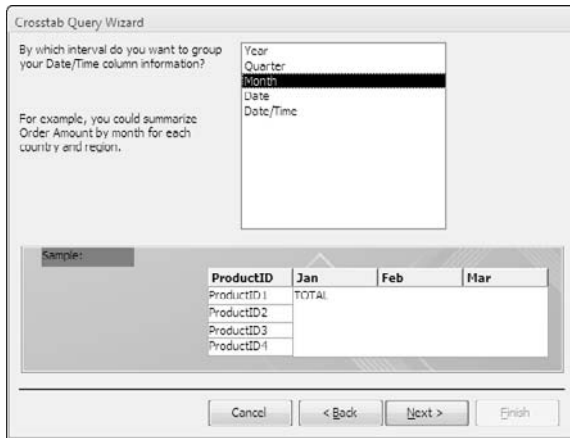 Crosstab Query Wizard
By which interval do you want to group
your Date/Time column information?
For example, you could summarize
Order Amount by month for each
country and region.
Year
Quarter
Month
Date
Date/Time
Sample:
ProductID Jan Feb Mar
ProductID1 TOTAL
ProductID2
ProductID3
ProductID4
Cancel < Back Next > Finish